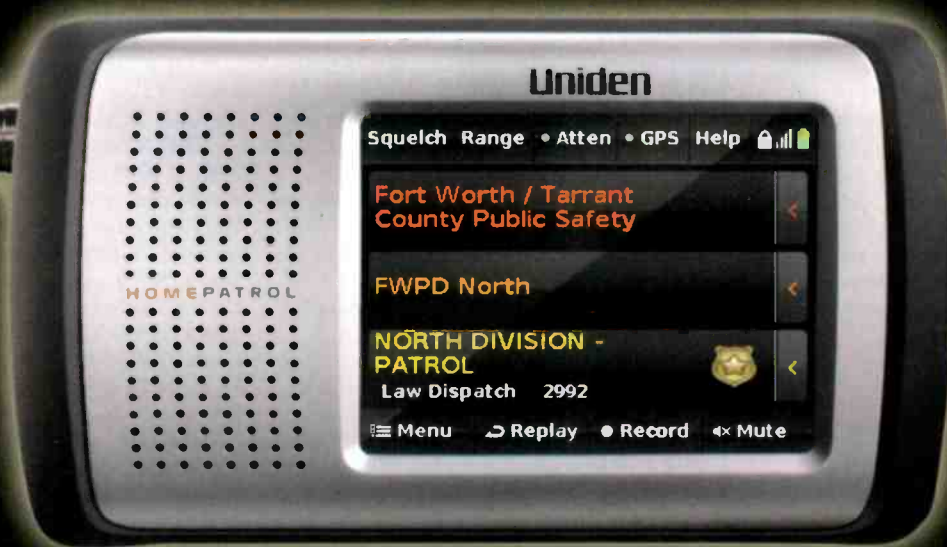 Uniden
Squelch Range • Atten • GPS Help
Fort Worth / Tarrant
County Public Safety
<
HOMEPATROL
FWPD North
<
NORTH DIVISION -
PATROL
<
Law Dispatch 2992
Menu Replay • Record Mute